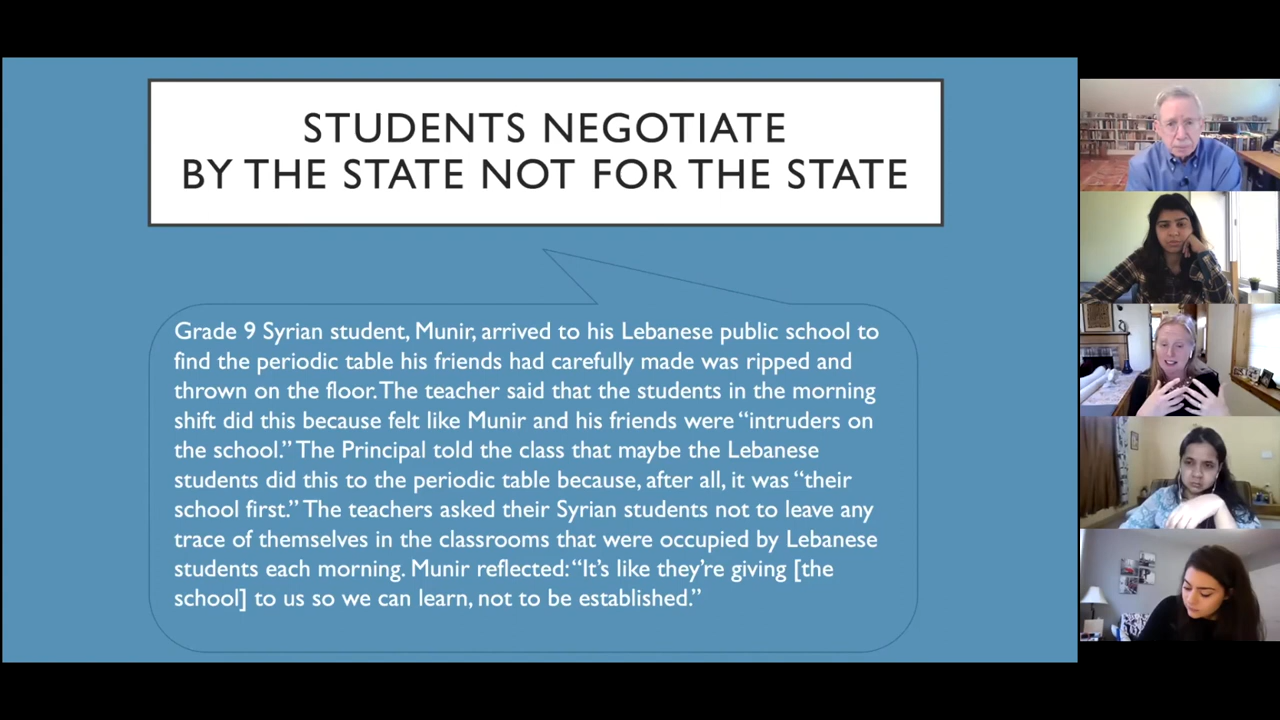 STUDENTS NEGOTIATE
BY THE STATE NOT FOR THE STATE
Grade 9 Syrian student, Munir, arrived to his Lebanese public school to
find the periodic table his friends had carefully made was ripped and
thrown on the floor. The teacher said that the students in the morning
shift did this because felt like Munir and his friends were “intruders on
the school.” The Principal told the class that maybe the Lebanese
students did this to the periodic table because, after all, it was “their
school first.” The teachers asked their Syrian students not to leave any
trace of themselves in the classrooms that were occupied by Lebanese
students each morning. Munir reflected: “It’s like they’re giving [the
school] to us so we can learn, not to be established.”